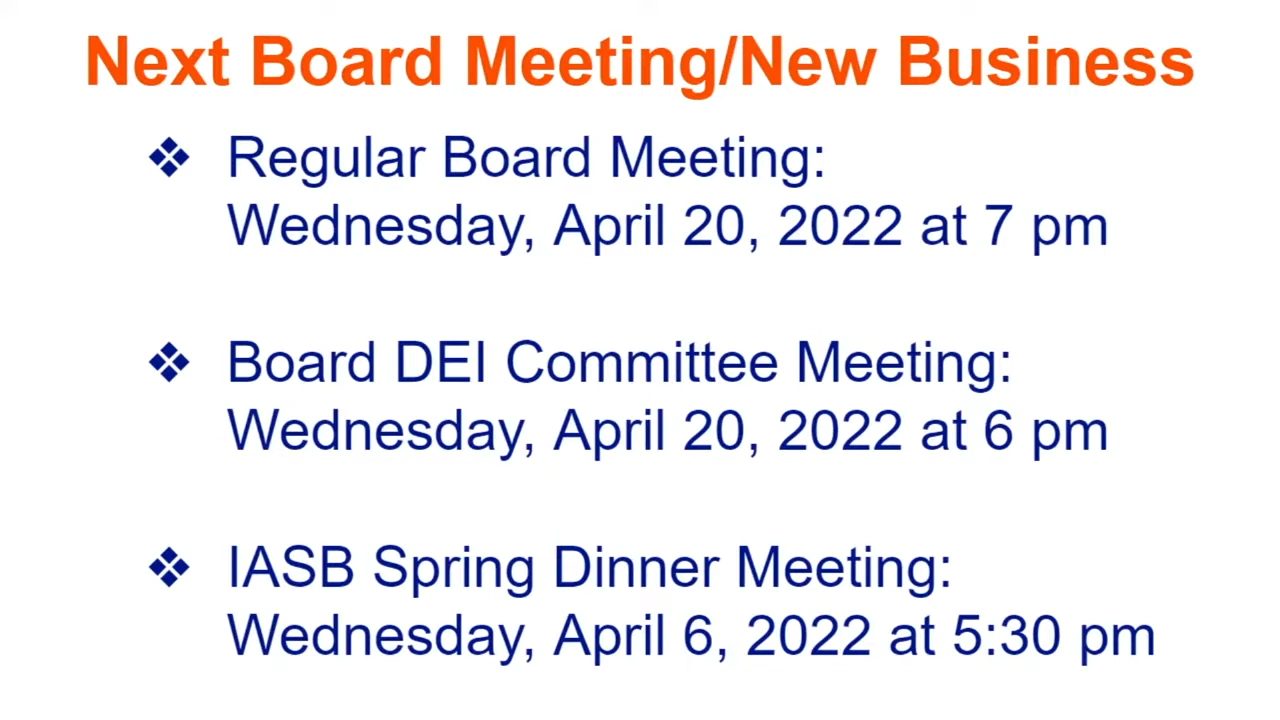 Next Board Meeting/New Business
❖ Regular Board Meeting:
Wednesday, April 20, 2022 at 7 pm
❖ Board DEI Committee Meeting:
Wednesday, April 20, 2022 at 6 pm
❖ IASB Spring Dinner Meeting:
Wednesday, April 6, 2022 at 5:30 pm